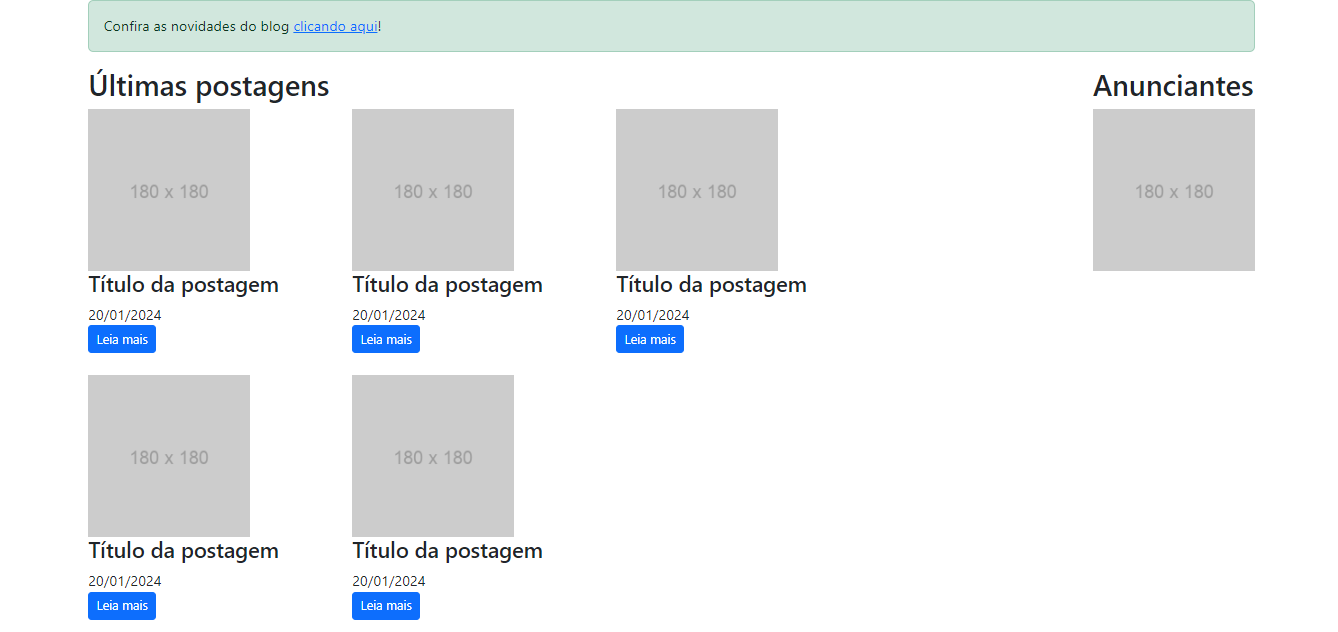 Confira as novidades do blog clicando aqui!
Últimas postagens
Anunciantes
180 x 180
180 x 180
180 x 180
180 x 180
Título da postagem
Título da postagem
Título da postagem
20/01/2024
20/01/2024
20/01/2024
Leia mais
Leia mais
Leia mais
180 x 180
180 x 180
Título da postagem
Título da postagem
20/01/2024
20/01/2024
Leia mais
Leia mais